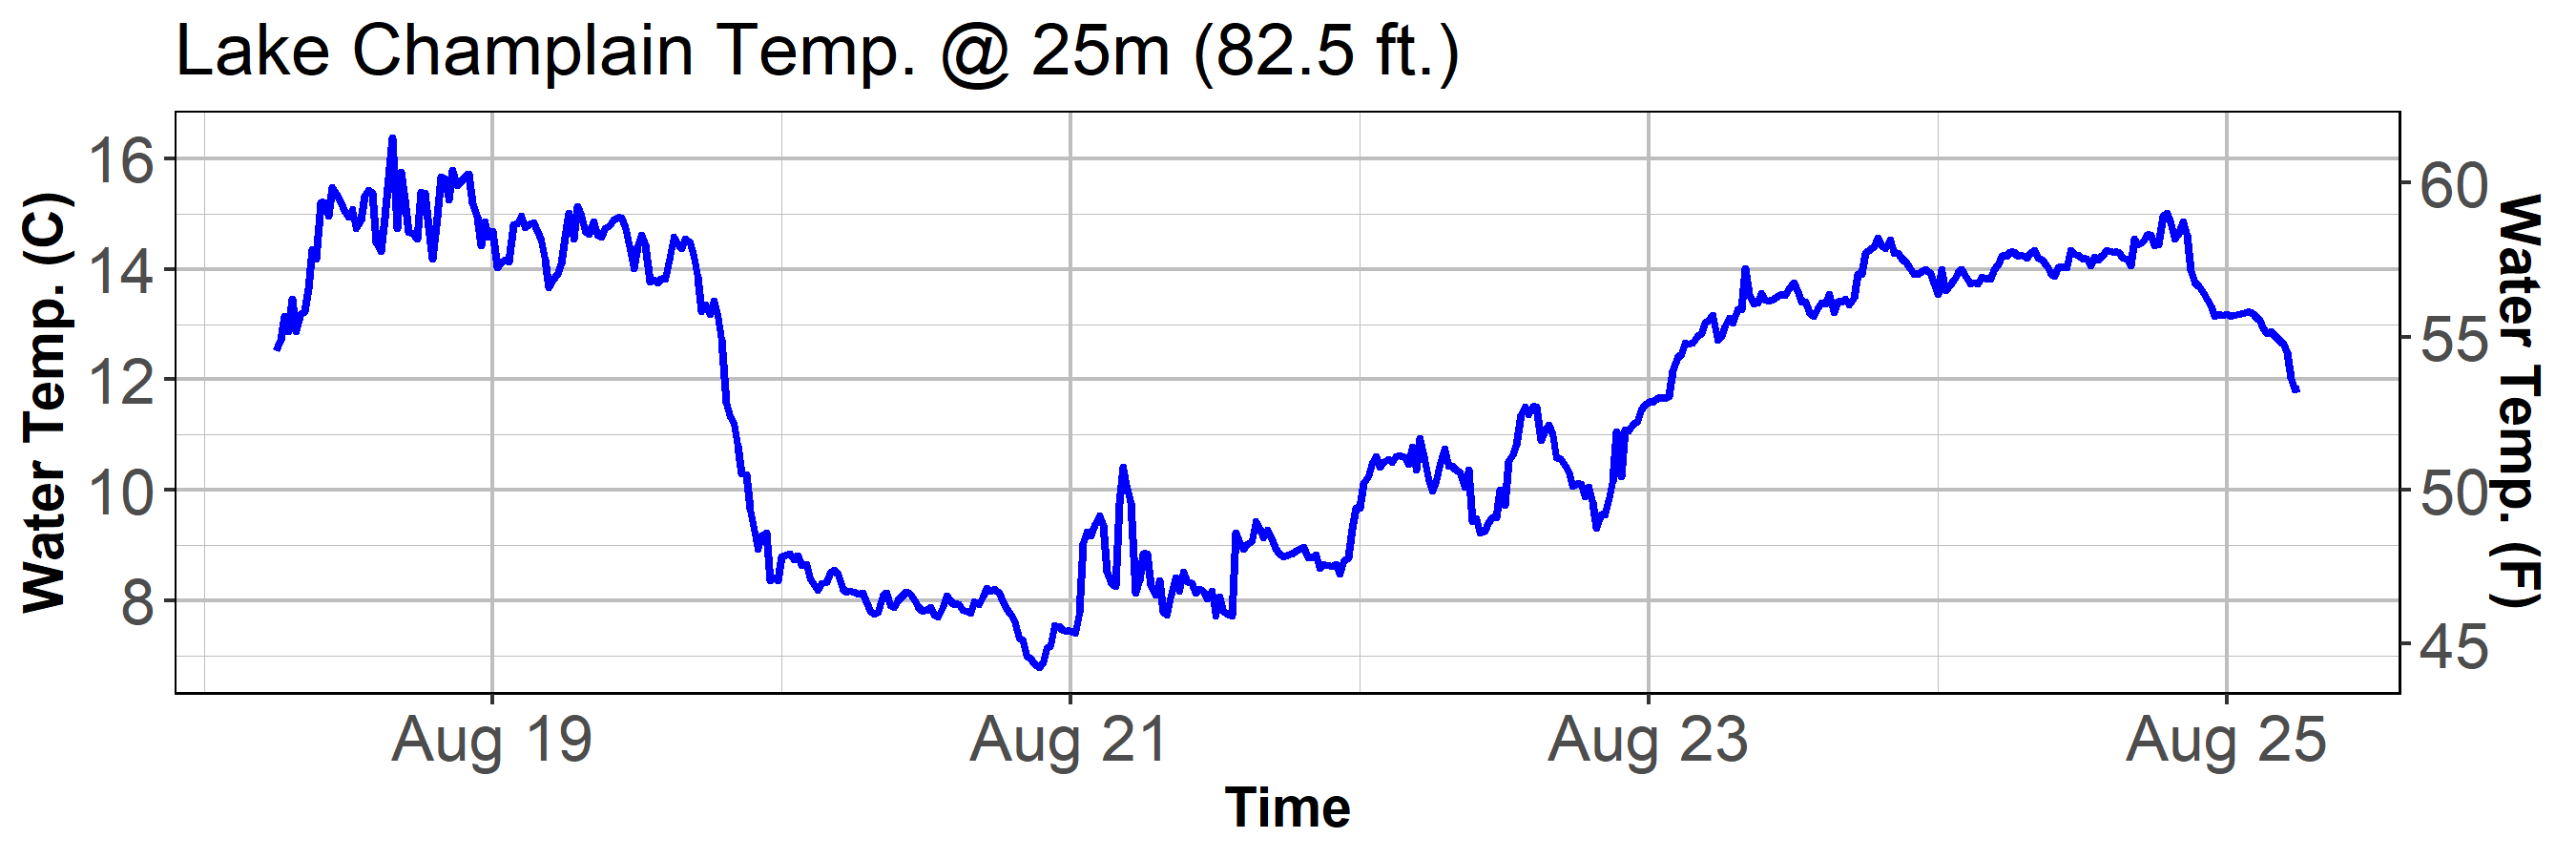 Lake Champlain Temp. @ 25m (82.5 ft.)
Water Temp. (C)
16
14
12
10
8
60
55
50
45
Water Temp. (F)
Aug 19
Aug 21
Aug 23
Aug 25
Time